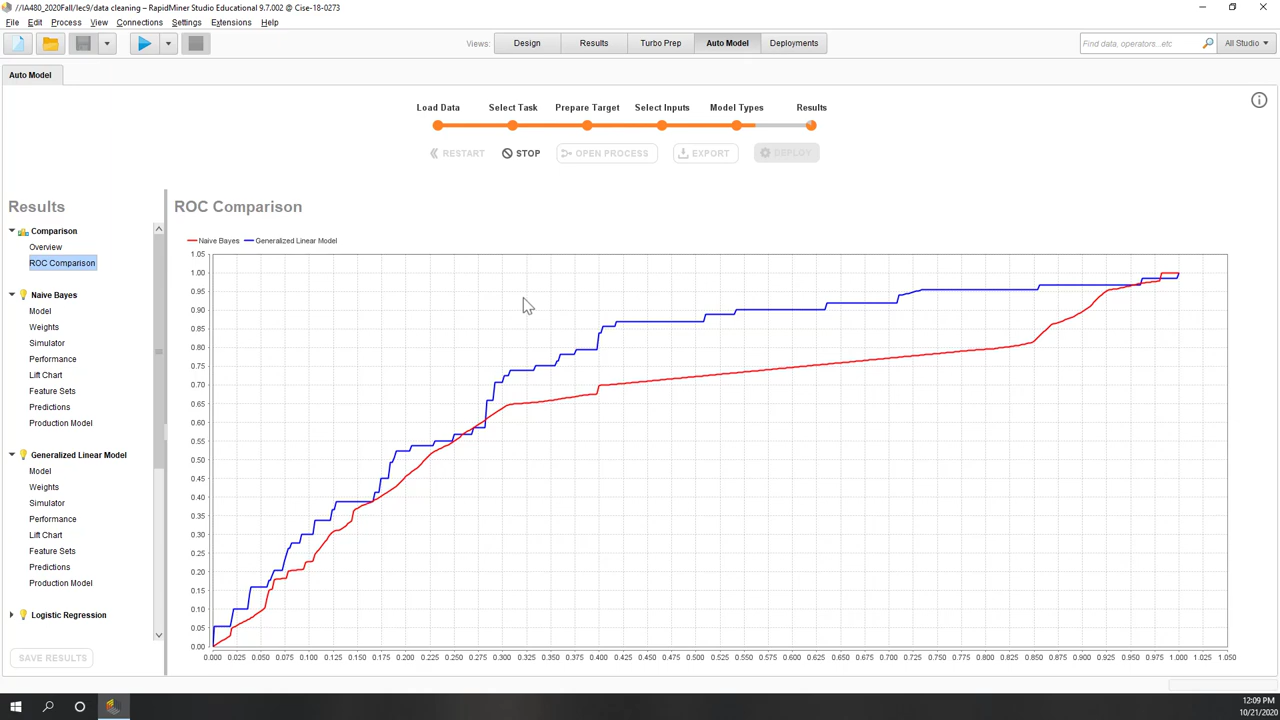 //IA480_2020Fall/lec9/data cleaning – RapidMiner Studio Educational 9.7.002 @ Cise-18-0273
File Edit Process View Connections Settings Extensions Help
Views: Design Results Turbo Prep Auto Model Deployments Find data, operators...etc All Studio
Auto Model
Load Data Select Task Prepare Target Select Inputs Model Types Results
RESTART STOP OPEN PROCESS EXPORT DEPLOY
Results
Comparison
Overview
ROC Comparison
Naive Bayes
Model
Weights
Simulator
Performance
Lift Chart
Feature Sets
Predictions
Production Model
Generalized Linear Model
Model
Weights
Simulator
Performance
Lift Chart
Feature Sets
Predictions
Production Model
Logistic Regression
SAVE RESULTS
ROC Comparison
Naive Bayes Generalized Linear Model
1.05
1.00
0.95
0.90
0.85
0.80
0.75
0.70
0.65
0.60
0.55
0.50
0.45
0.40
0.35
0.30
0.25
0.20
0.15
0.10
0.05
0.00
0.000 0.025 0.050 0.075 0.100 0.125 0.150 0.175 0.200 0.225 0.250 0.275 0.300 0.325 0.350 0.375 0.400 0.425 0.450 0.475 0.500 0.525 0.550 0.575 0.600 0.625 0.650 0.675 0.700 0.725 0.750 0.775 0.800 0.825 0.850 0.875 0.900 0.925 0.950 0.975 1.000 1.025 1.050
12:09 PM
10/21/2020